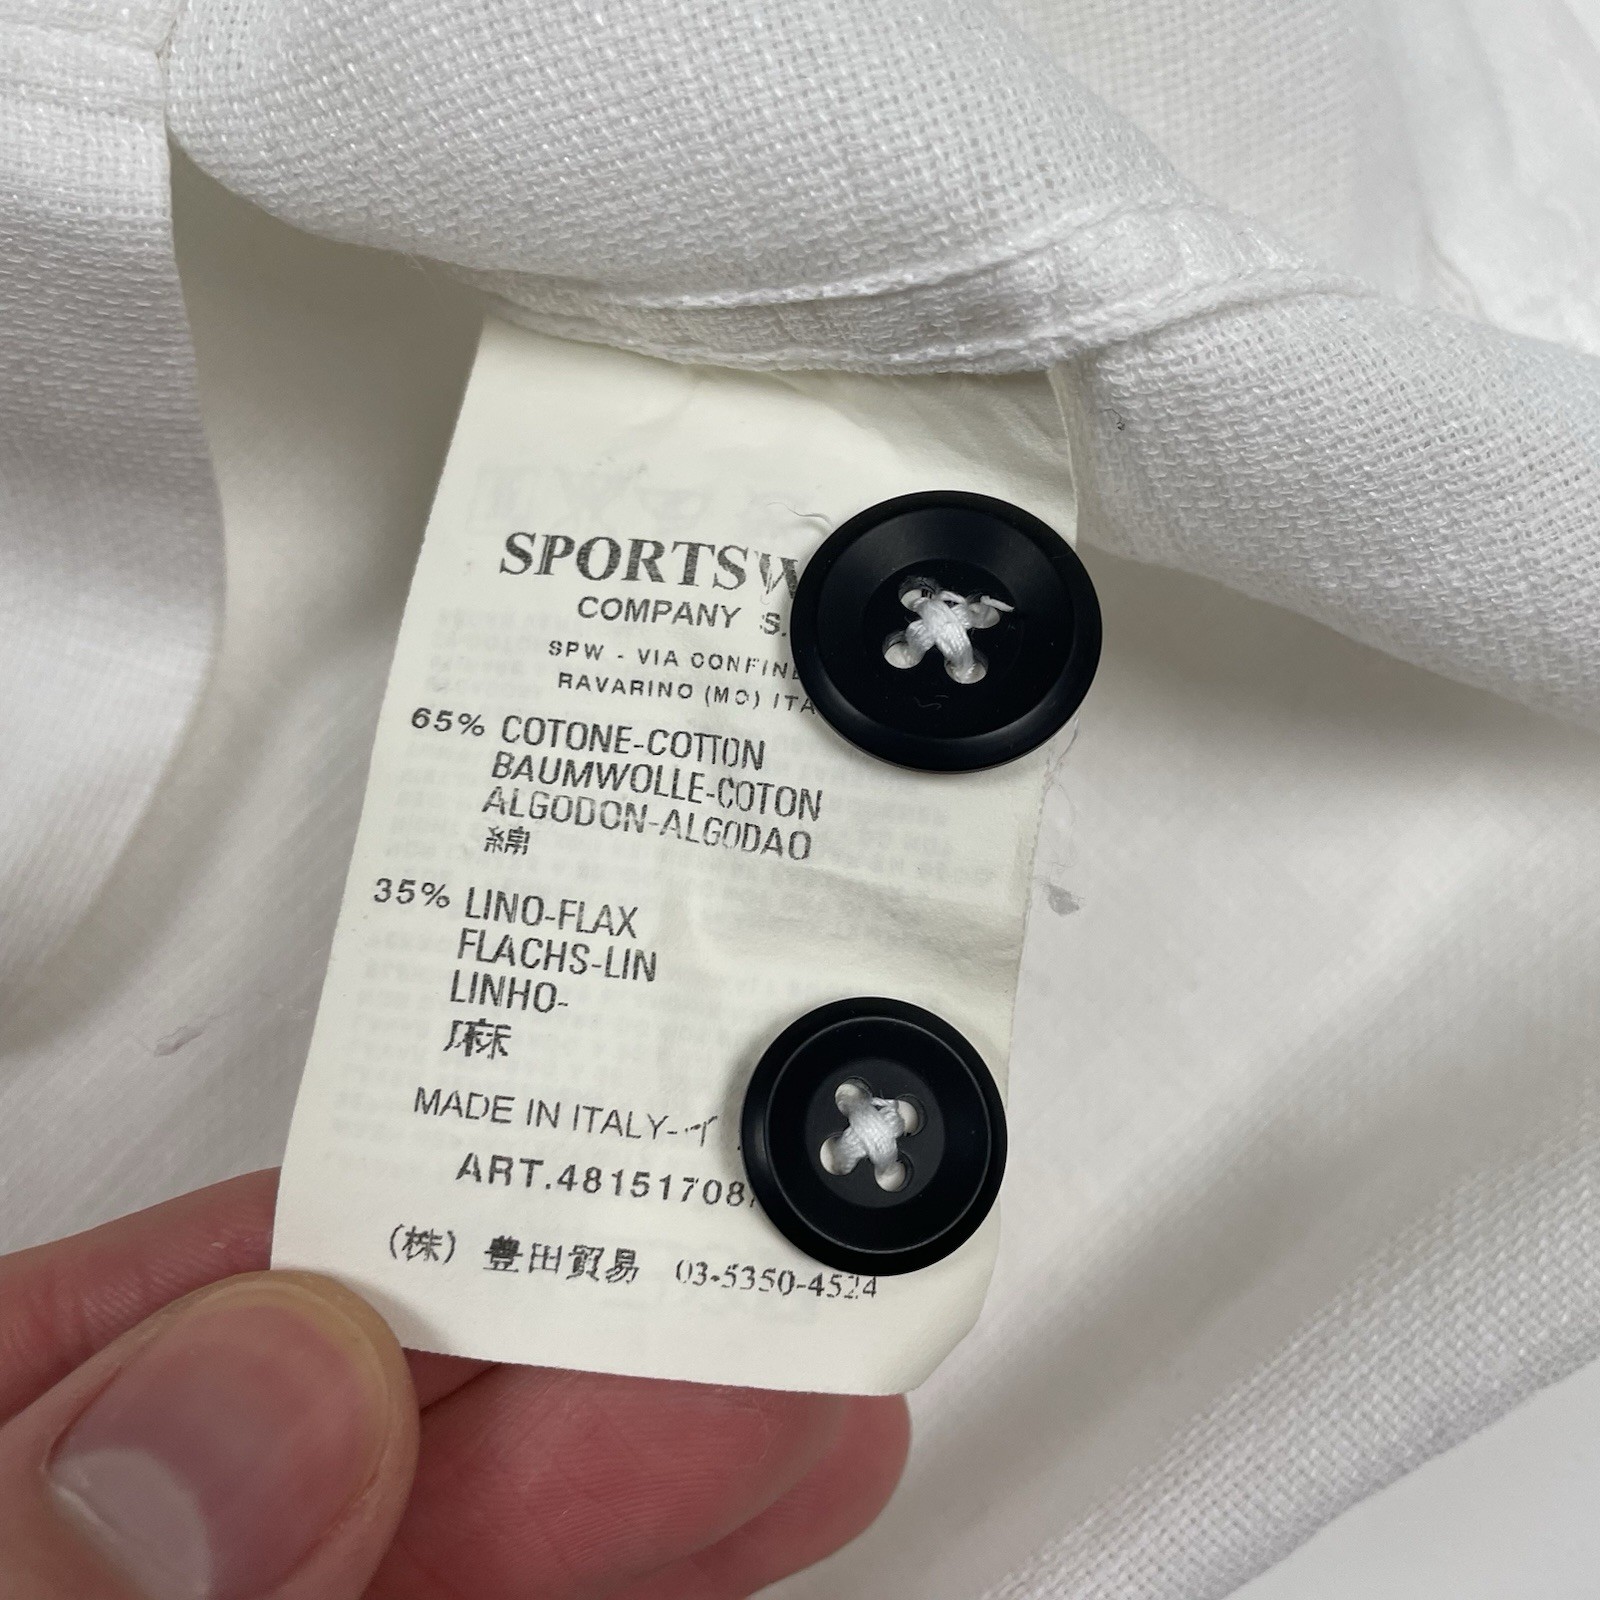 SPORTSW
COMPANY S.
SPW - VIA CONFINE
RAVARINO (MO) ITA
65% COTONE-COTTON
BAUMWOLLE-COTON
ALGODON-ALGODAO
綿
35% LINO-FLAX
FLACHS-LIN
LINHO-
麻
MADE IN ITALY-イ
ART.48151708
(株) 豊田貿易 03-5350-4524